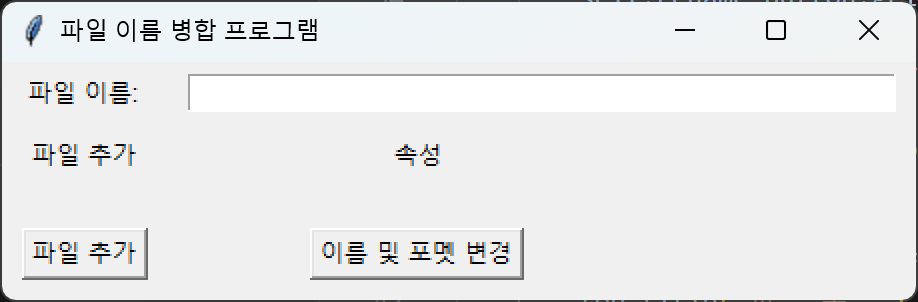 파일 이름 병합 프로그램
파일 이름:
파일 추가 속성
파일 추가 이름 및 포멧 변경